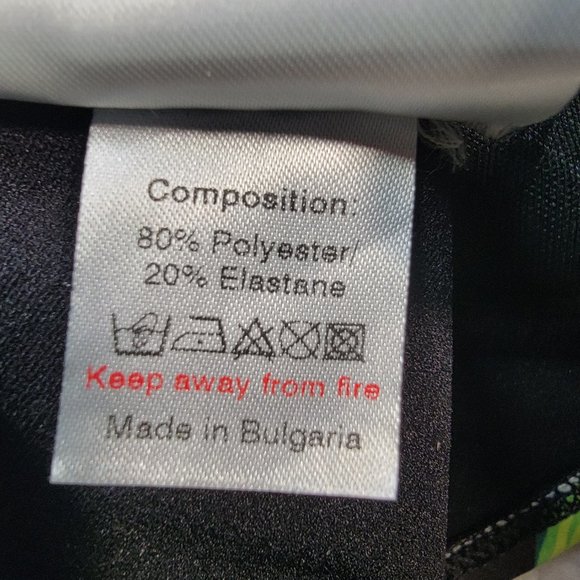 Composition:
80% Polyester/
20% Elastane
Keep away from fire
Made in Bulgaria